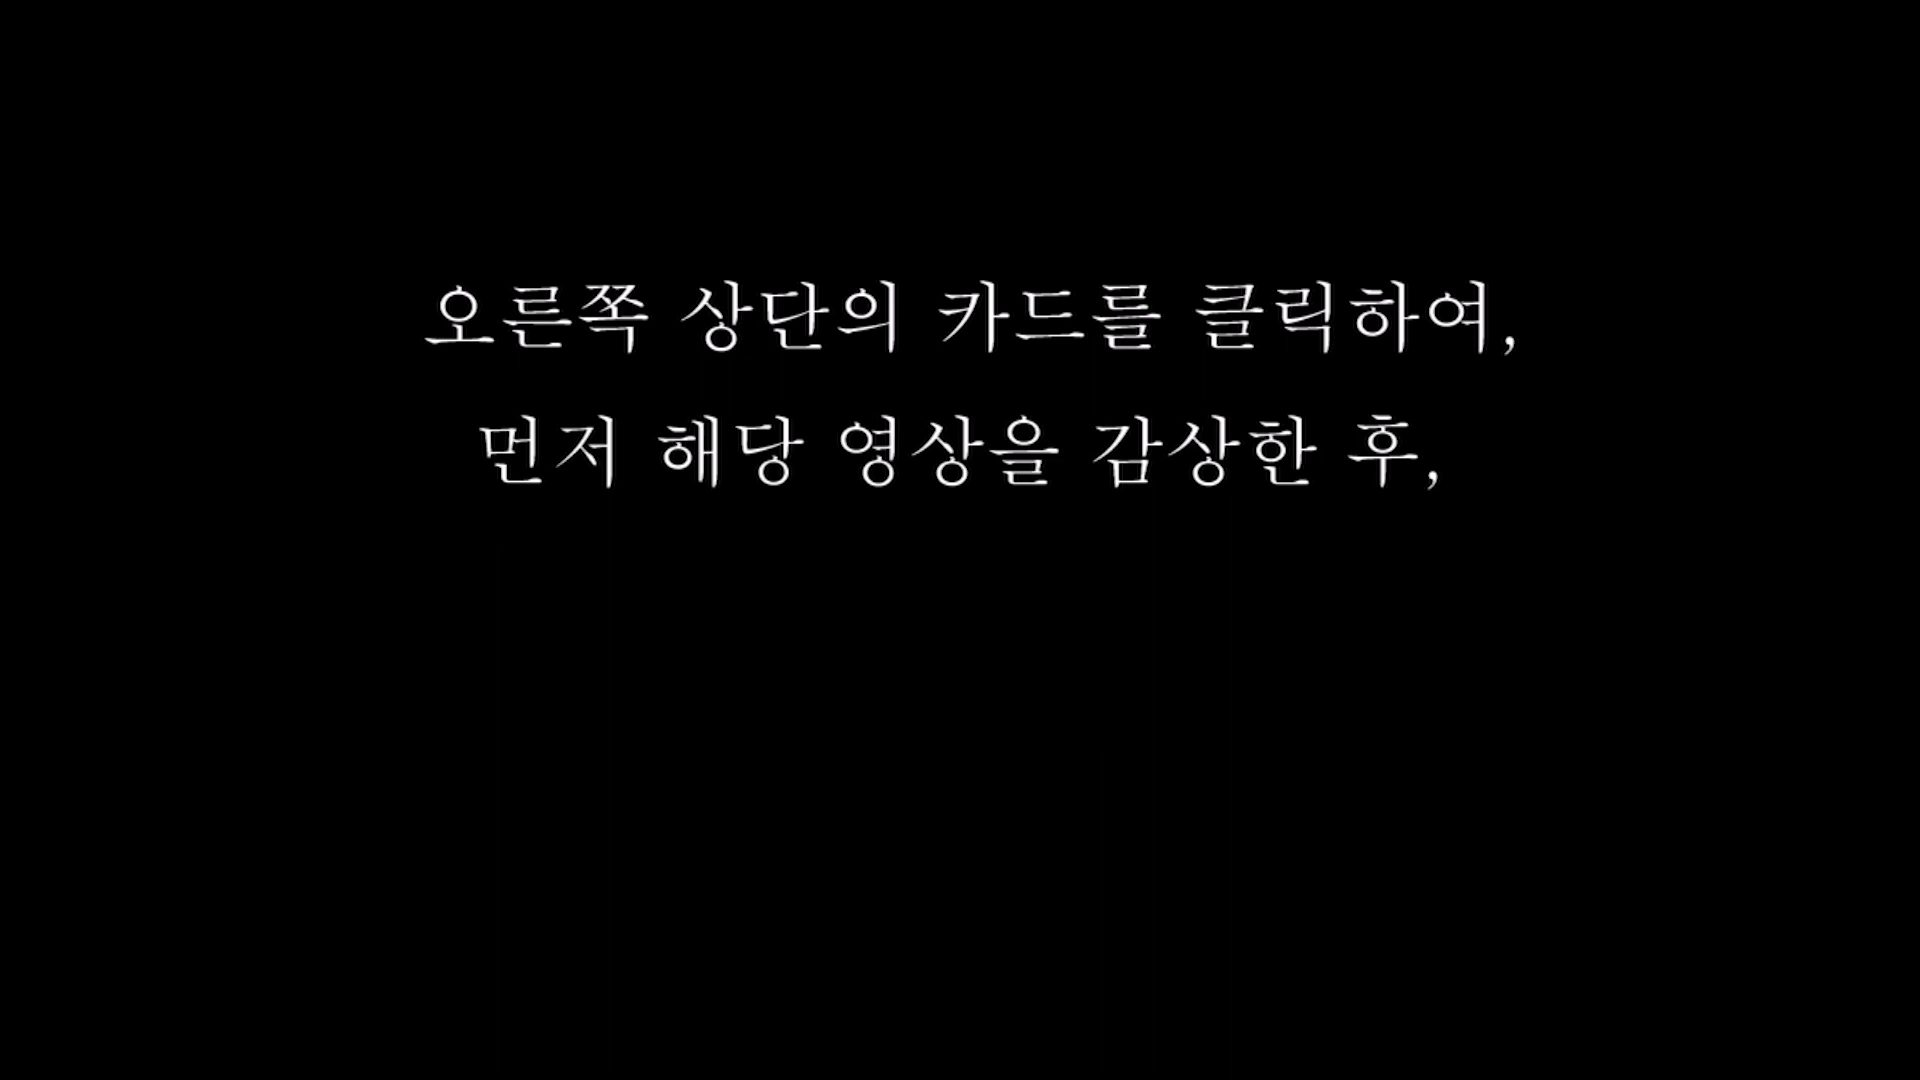 오른쪽 상단의 카드를 클릭하여,
먼저 해당 영상을 감상한 후,